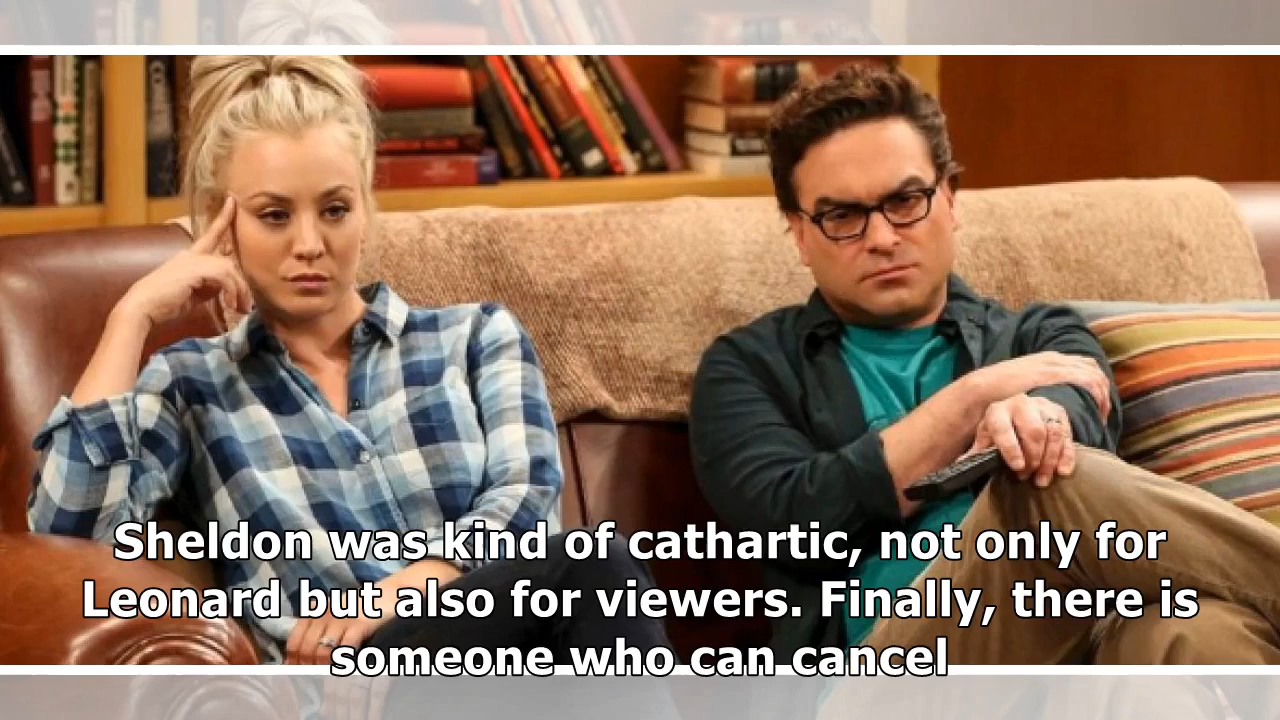 Sheldon was kind of cathartic, not only for
Leonard but also for viewers. Finally, there is
someone who can cancel